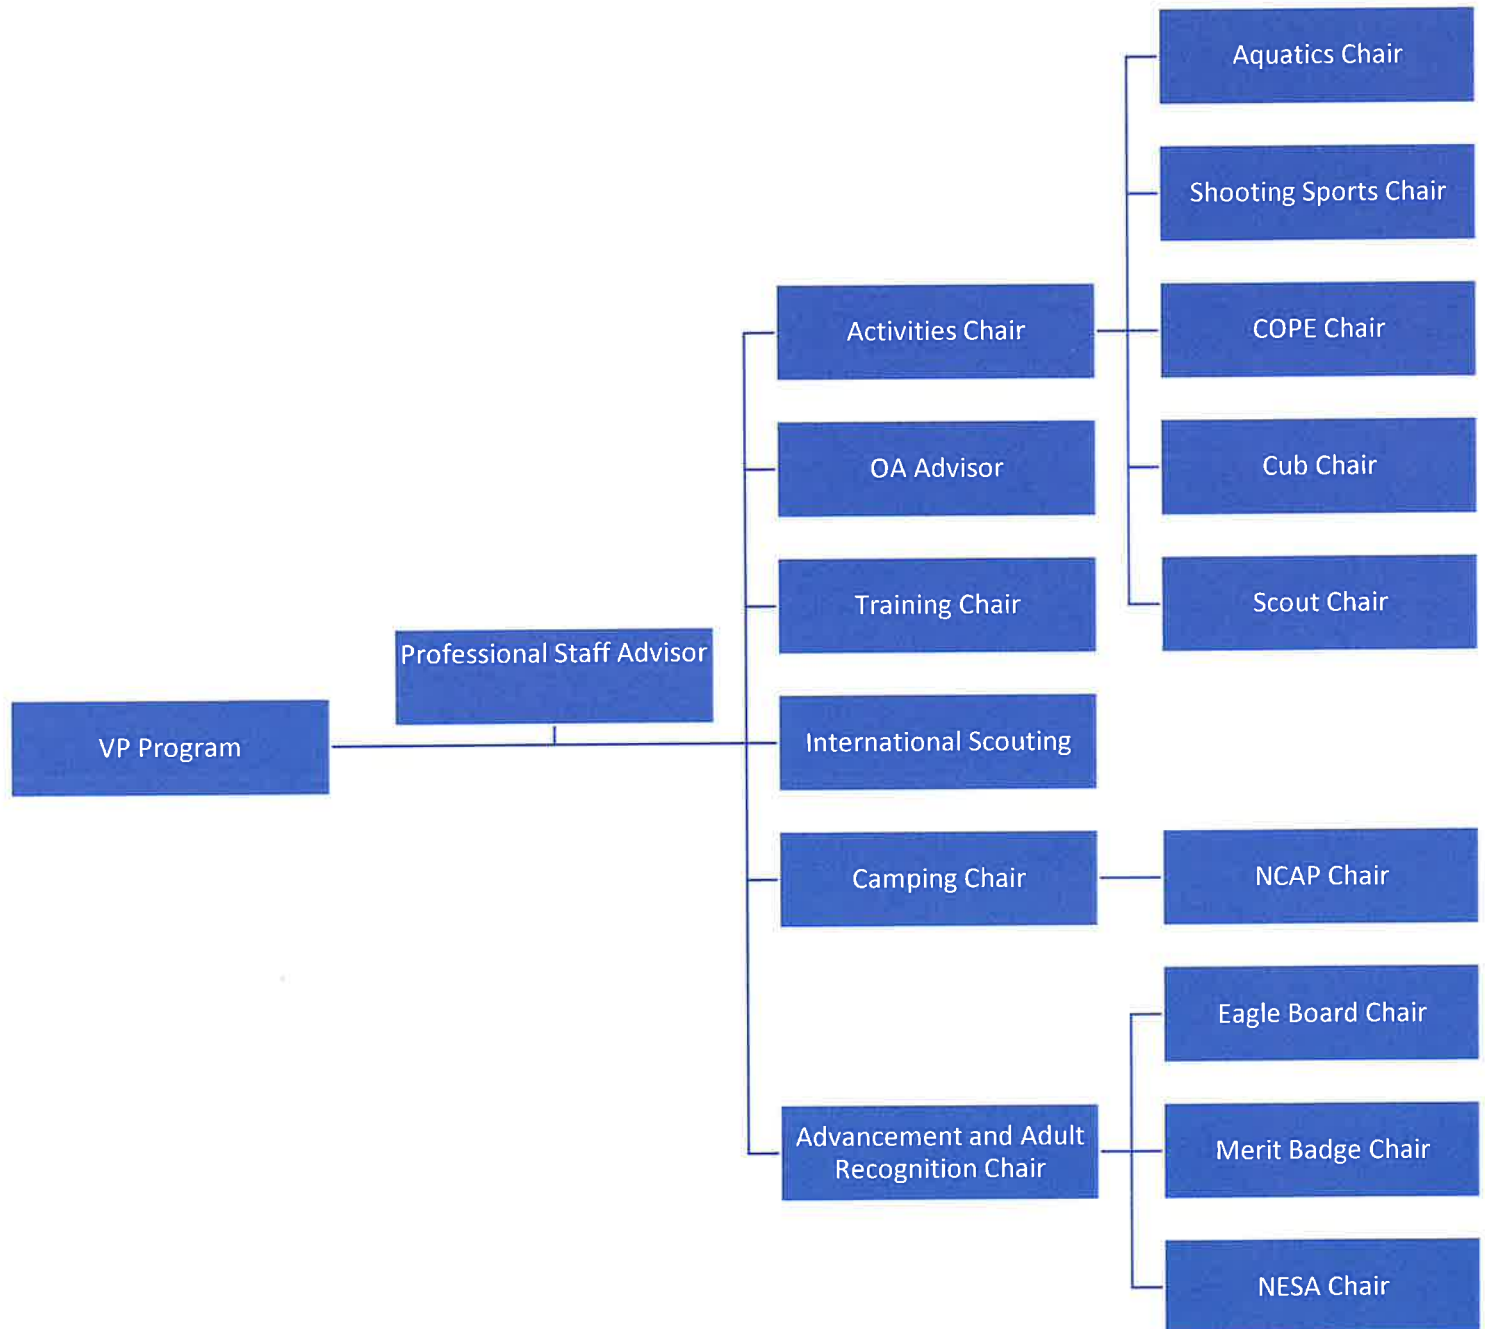 VP Program
Professional Staff Advisor
Activities Chair
OA Advisor
Training Chair
International Scouting
Camping Chair
Advancement and Adult
Recognition Chair
Aquatics Chair
Shooting Sports Chair
COPE Chair
Cub Chair
Scout Chair
NCAP Chair
Eagle Board Chair
Merit Badge Chair
NESA Chair